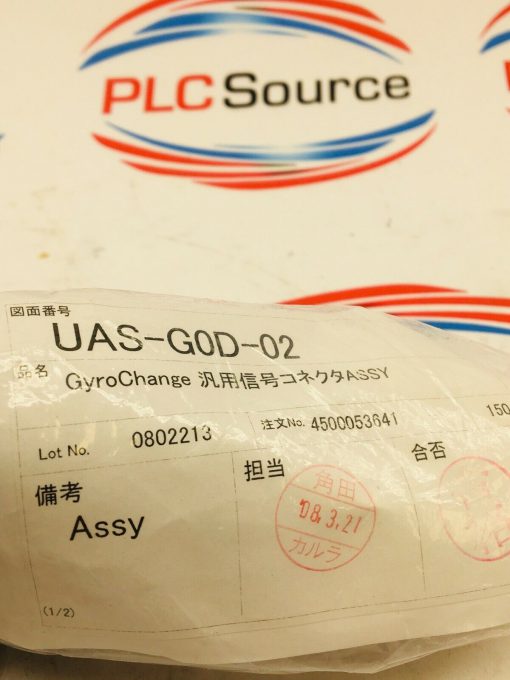 PLC Source
図面番号
UAS-G0D-02
品名 GyroChange 汎用信号コネクタASSY
Lot No. 0802213 注文No. 4500053641 150
備考 担当 合否
Assy
角田
'08.3.21
カルラ
(1/2)